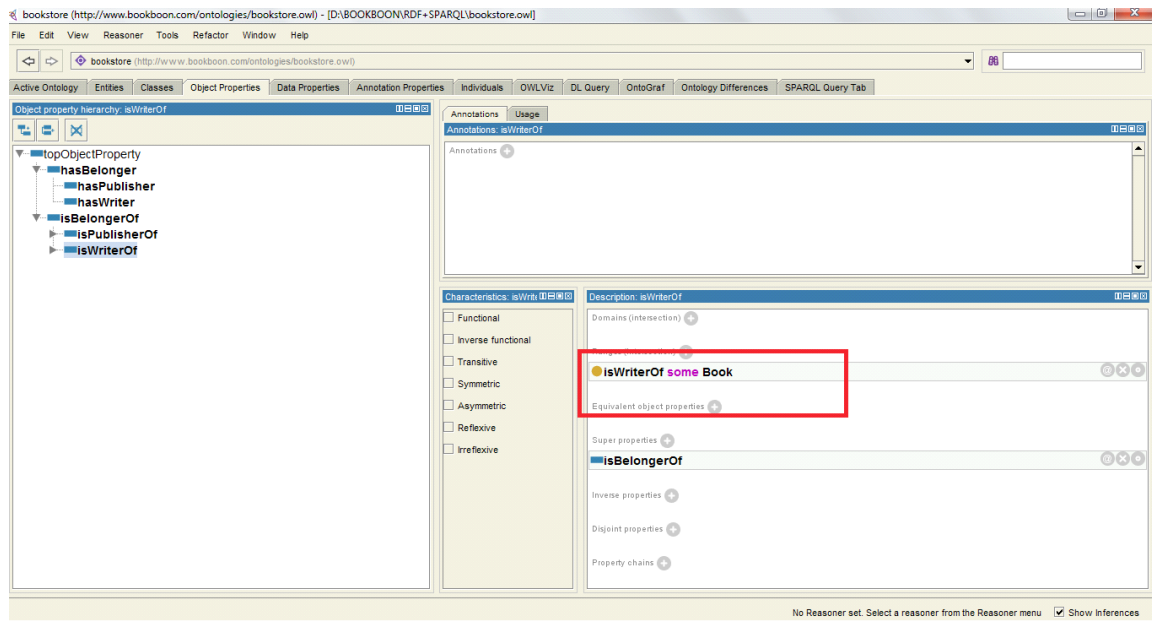 bookstore (http://www.bookboon.com/ontologies/bookstore.owl) - [D:\BOOKBOON\RDF+SPARQL\bookstore.owl]
File Edit View Reasoner Tools Refactor Window Help
bookstore (http://www.bookboon.com/ontologies/bookstore.owl)
Active Ontology Entities Classes Object Properties Data Properties Annotation Properties Individuals OWLViz DL Query OntoGraf Ontology Differences SPARQL Query Tab
Object property hierarchy: isWriterOf
topObjectProperty
hasBelonger
hasPublisher
hasWriter
isBelongerOf
isPublisherOf
isWriterOf
Annotations Usage
Annotations: isWriterOf
Annotations
Characteristics: isWrite
Functional
Inverse functional
Transitive
Symmetric
Asymmetric
Reflexive
Irreflexive
Description: isWriterOf
Domains (intersection)
Ranges (intersection)
isWriterOf some Book
Equivalent object properties
Super properties
isBelongerOf
Inverse properties
Disjoint properties
Property chains
No Reasoner set. Select a reasoner from the Reasoner menu Show Inferences